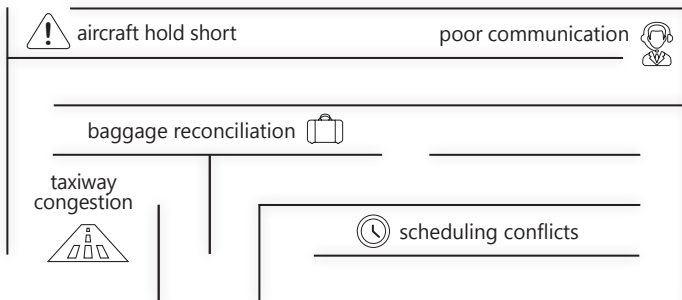 aircraft hold short
poor communication
baggage reconciliation
taxiway
congestion
scheduling conflicts